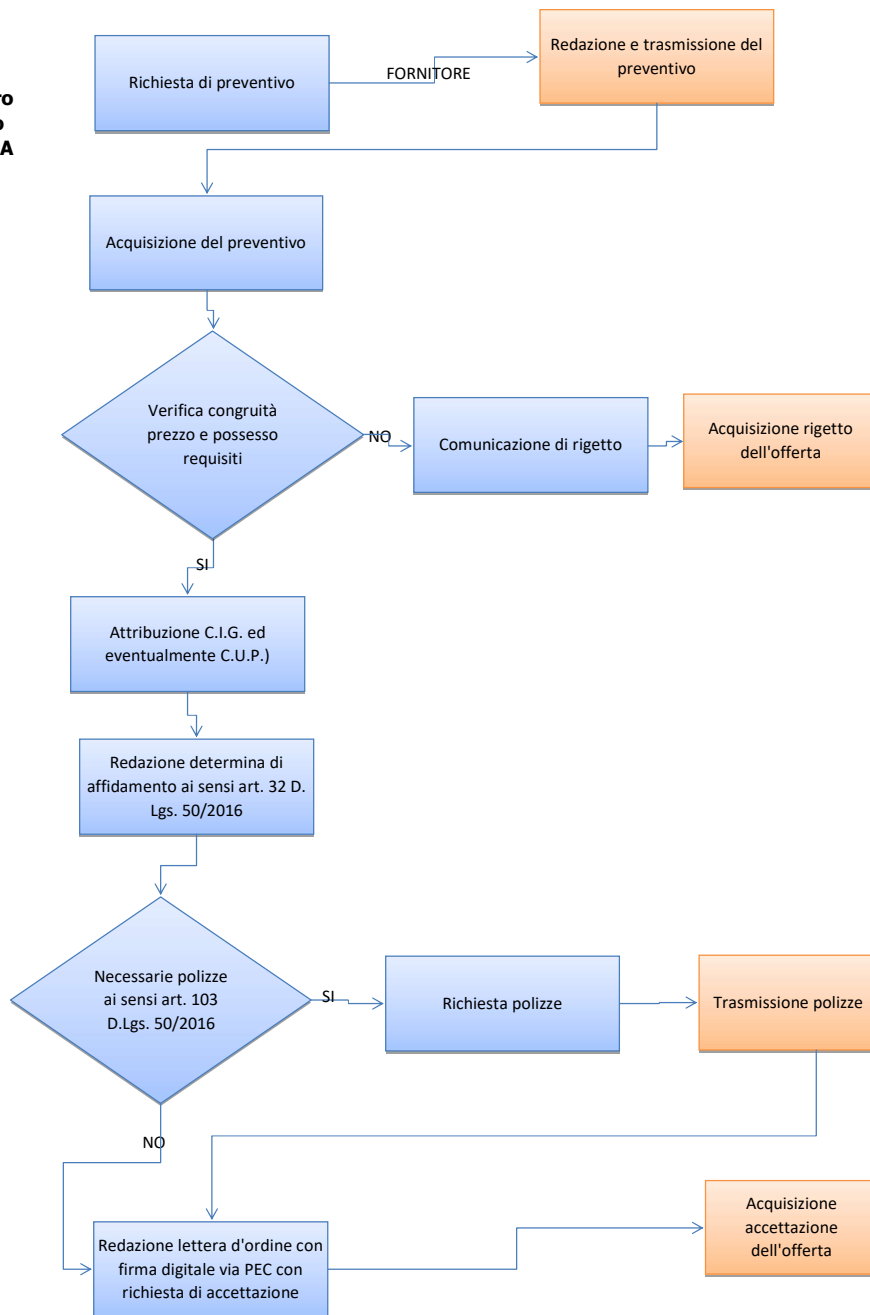 Richiesta di preventivo
FORNITORE
Redazione e trasmissione del
preventivo
ro
o
A
Acquisizione del preventivo
Verifica congruità
prezzo e possesso
requisiti
NO
Comunicazione di rigetto
Acquisizione rigetto
dell'offerta
SI
Attribuzione C.I.G. ed
eventualmente C.U.P.)
Redazione determina di
affidamento ai sensi art. 32 D.
Lgs. 50/2016
Necessarie polizze
ai sensi art. 103
D.Lgs. 50/2016
SI
Richiesta polizze
Trasmissione polizze
NO
Redazione lettera d'ordine con
firma digitale via PEC con
richiesta di accettazione
Acquisizione
accettazione
dell'offerta